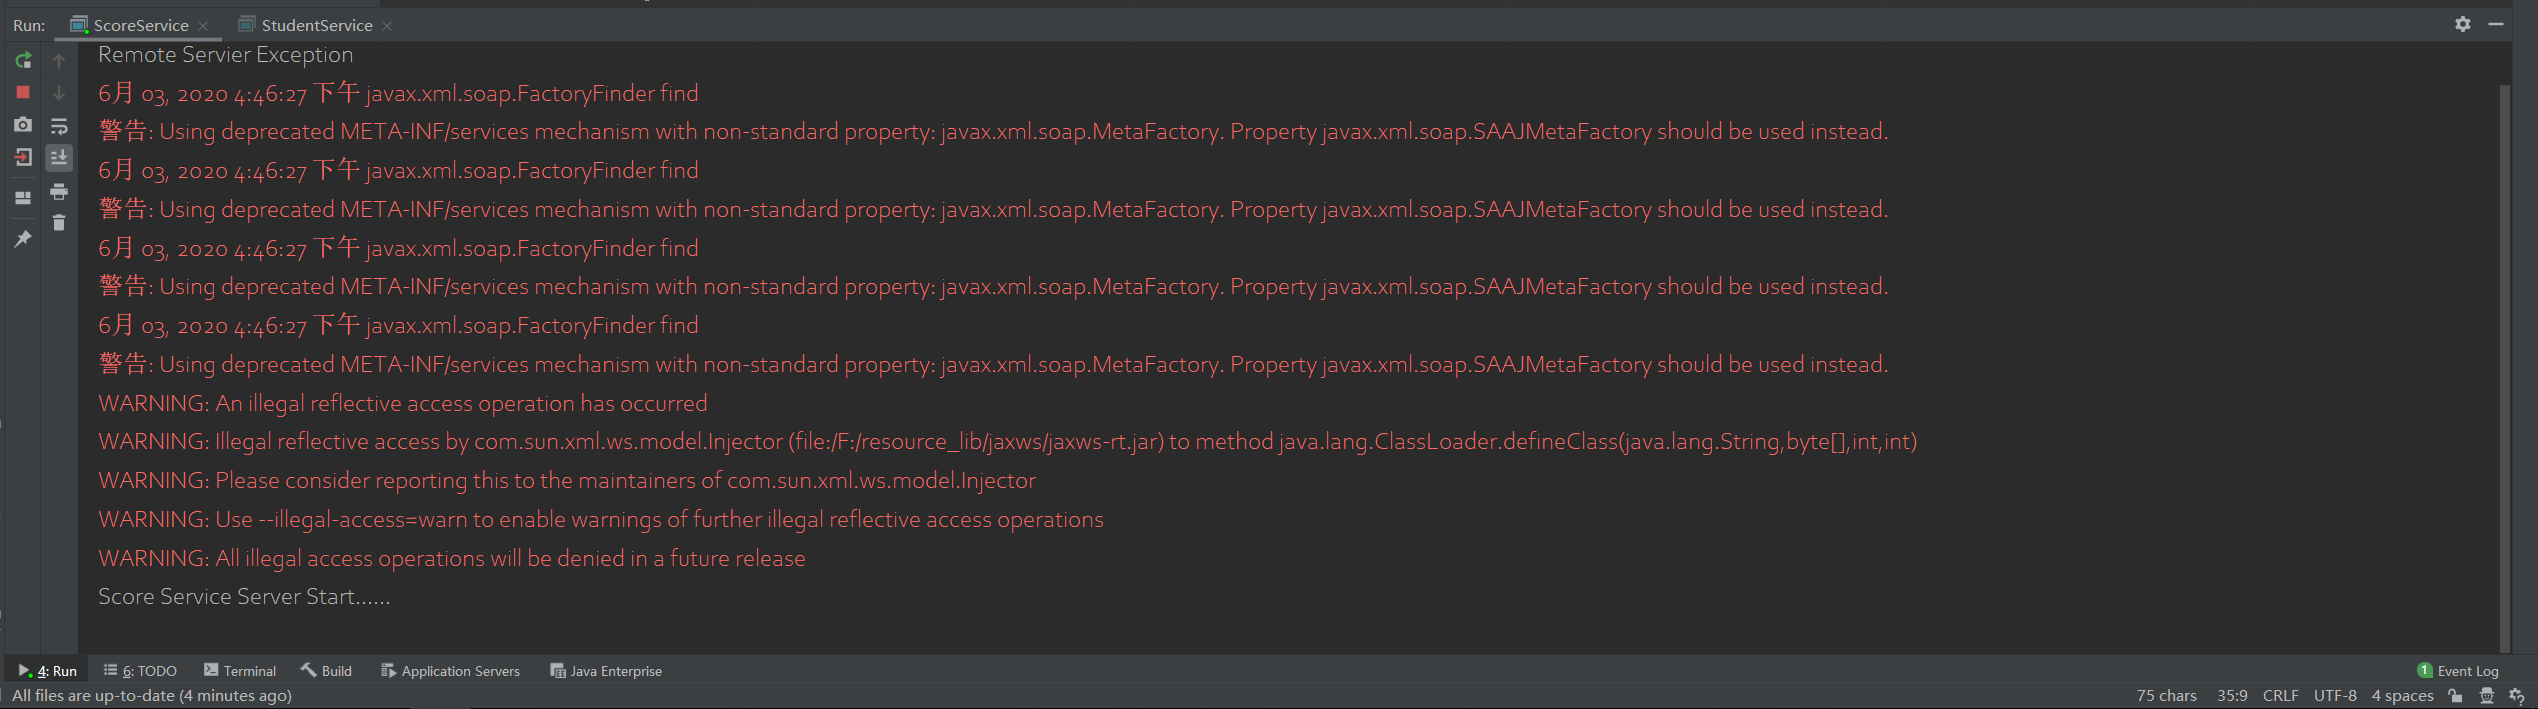 Run: ScoreService StudentService
Remote Servier Exception
6月 03, 2020 4:46:27 下午 javax.xml.soap.FactoryFinder find
警告: Using deprecated META-INF/services mechanism with non-standard property: javax.xml.soap.MetaFactory. Property javax.xml.soap.SAAJMetaFactory should be used instead.
6月 03, 2020 4:46:27 下午 javax.xml.soap.FactoryFinder find
警告: Using deprecated META-INF/services mechanism with non-standard property: javax.xml.soap.MetaFactory. Property javax.xml.soap.SAAJMetaFactory should be used instead.
6月 03, 2020 4:46:27 下午 javax.xml.soap.FactoryFinder find
警告: Using deprecated META-INF/services mechanism with non-standard property: javax.xml.soap.MetaFactory. Property javax.xml.soap.SAAJMetaFactory should be used instead.
6月 03, 2020 4:46:27 下午 javax.xml.soap.FactoryFinder find
警告: Using deprecated META-INF/services mechanism with non-standard property: javax.xml.soap.MetaFactory. Property javax.xml.soap.SAAJMetaFactory should be used instead.
WARNING: An illegal reflective access operation has occurred
WARNING: Illegal reflective access by com.sun.xml.ws.model.Injector (file:/F:/resource_lib/jaxws/jaxws-rt.jar) to method java.lang.ClassLoader.defineClass(java.lang.String,byte[],int,int)
WARNING: Please consider reporting this to the maintainers of com.sun.xml.ws.model.Injector
WARNING: Use --illegal-access=warn to enable warnings of further illegal reflective access operations
WARNING: All illegal access operations will be denied in a future release
Score Service Server Start......
4: Run 6: TODO Terminal Build Application Servers Java Enterprise 1 Event Log
All files are up-to-date (4 minutes ago) 75 chars 35:9 CRLF UTF-8 4 spaces